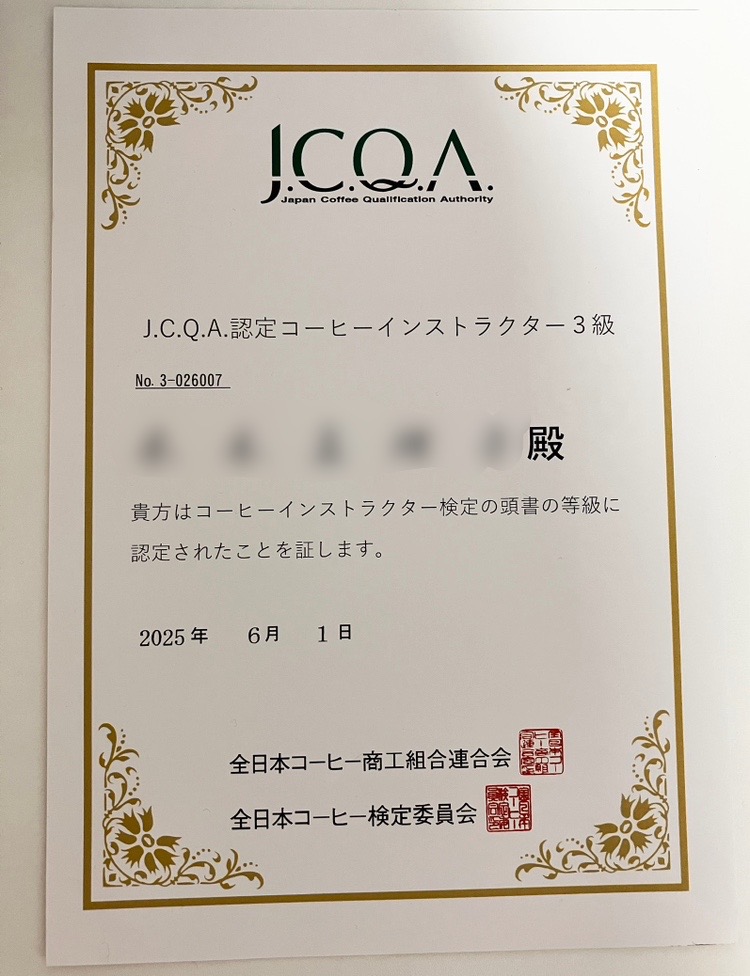 J.C.Q.A.
Japan Coffee Qualification Authority
J.C.Q.A.認定コーヒーインストラクター３級
No. 3-026007
殿
貴方はコーヒーインストラクター検定の頭書の等級に
認定されたことを証します。
2025年 6月 1日
全日本コーヒー商工組合連合会
全日本コーヒー検定委員会